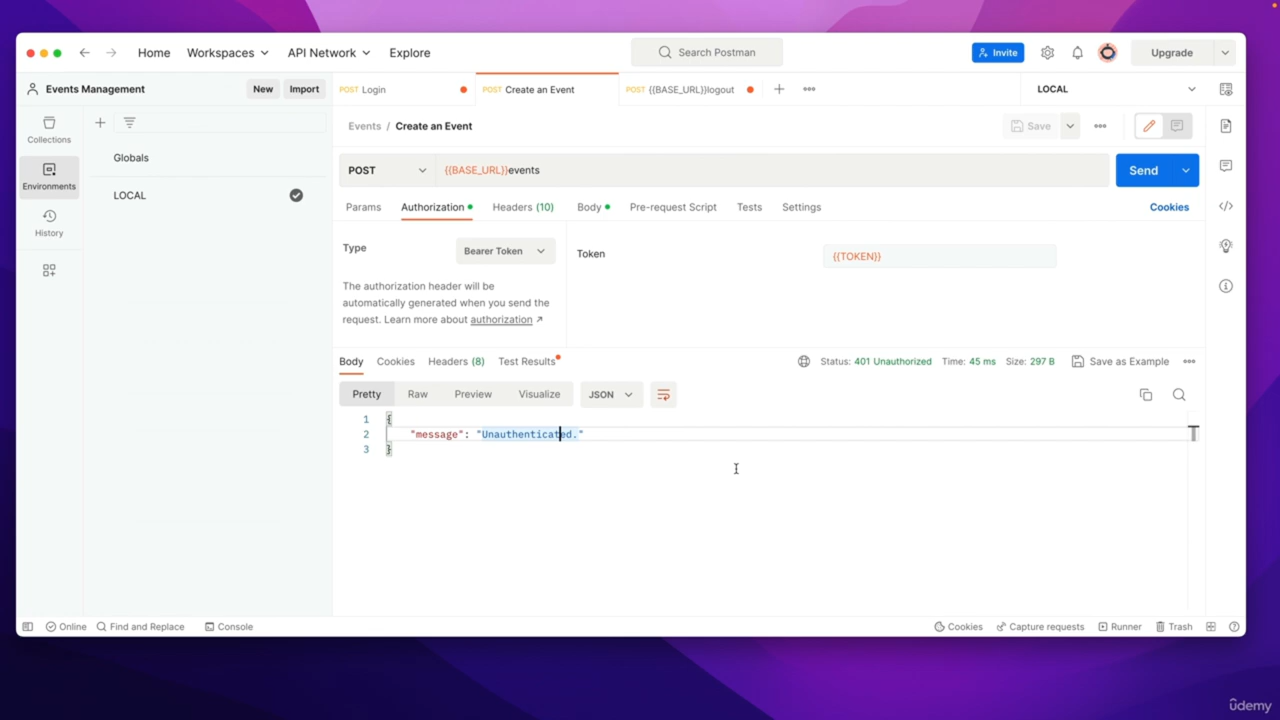 Home Workspaces API Network Explore Search Postman Invite Upgrade
Events Management New Import POST Login POST Create an Event POST {{BASE_URL}}logout LOCAL
Collections
Environments
History
Globals
LOCAL
Events / Create an Event Save
POST {{BASE_URL}}events Send
Params Authorization Headers (10) Body Pre-request Script Tests Settings Cookies
Type Bearer Token Token {{TOKEN}}
The authorization header will be
automatically generated when you send the
request. Learn more about authorization ↗
Body Cookies Headers (8) Test Results Status: 401 Unauthorized Time: 45 ms Size: 297 B Save as Example
Pretty Raw Preview Visualize JSON
1 {
2 "message": "Unauthenticated."
3 }
Online Find and Replace Console Cookies Capture requests Runner Trash
udemy